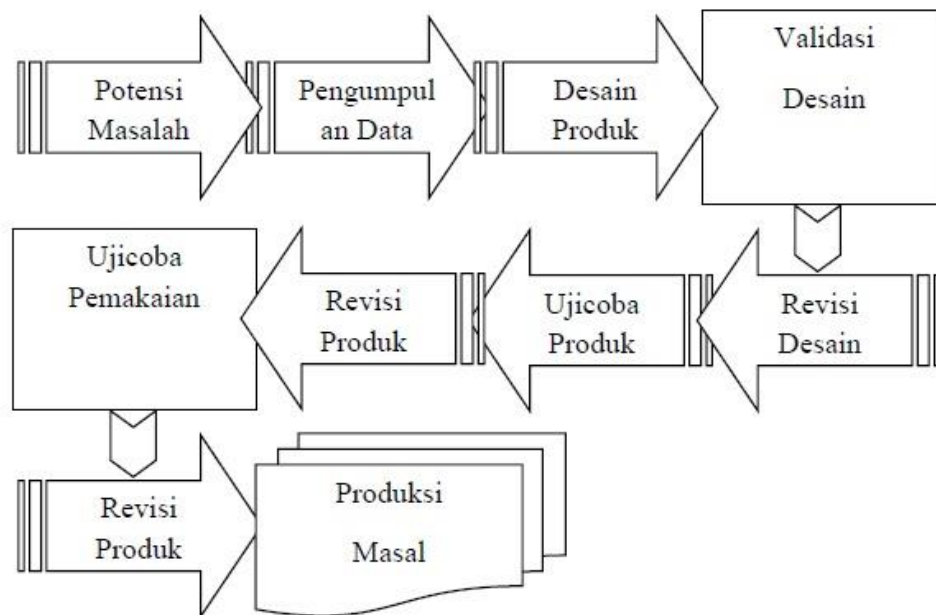 Potensi
Masalah
Pengumpul
an Data
Desain
Produk
Validasi
Desain
Revisi
Desain
Ujicoba
Produk
Revisi
Produk
Ujicoba
Pemakaian
Revisi
Produk
Produksi
Masal